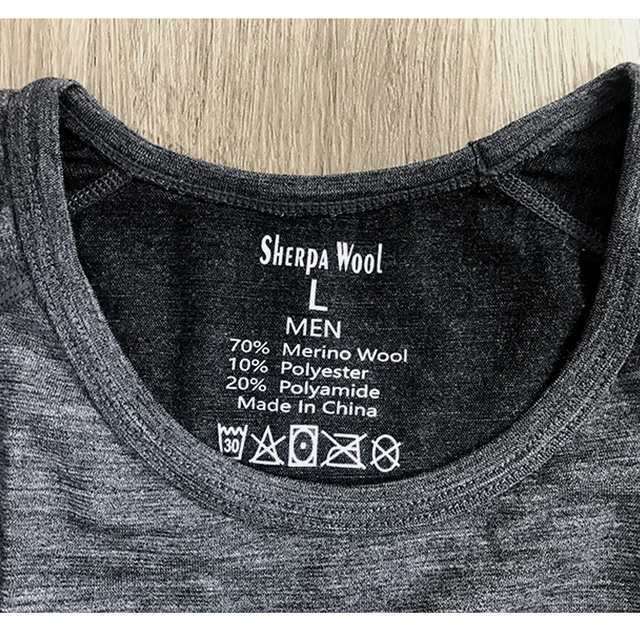 Sherpa Wool
L
MEN
70% Merino Wool
10% Polyester
20% Polyamide
Made In China
30